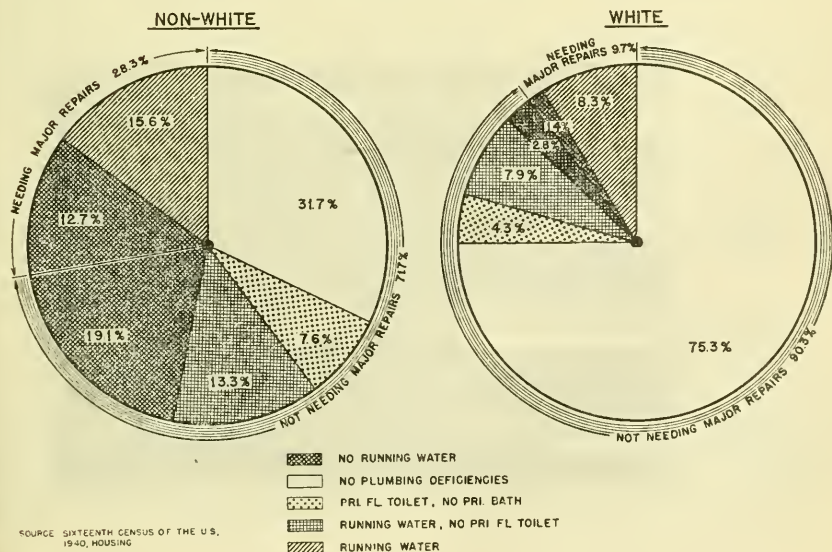 NON-WHITE
WHITE
NEEDING MAJOR REPAIRS 28.3%
15.6%
31.7%
12.7%
19.1%
13.3%
7.6%
NOT NEEDING MAJOR REPAIRS 71.7%
NEEDING
MAJOR REPAIRS 9.7%
8.3%
1.4%
2.8%
7.9%
4.3%
75.3%
NOT NEEDING MAJOR REPAIRS 90.3%
NO RUNNING WATER
NO PLUMBING DEFICIENCIES
PRI. FL TOILET, NO PRI. BATH
RUNNING WATER, NO PRI FL TOILET
RUNNING WATER
SOURCE SIXTEENTH CENSUS OF THE U S,
1940, HOUSING